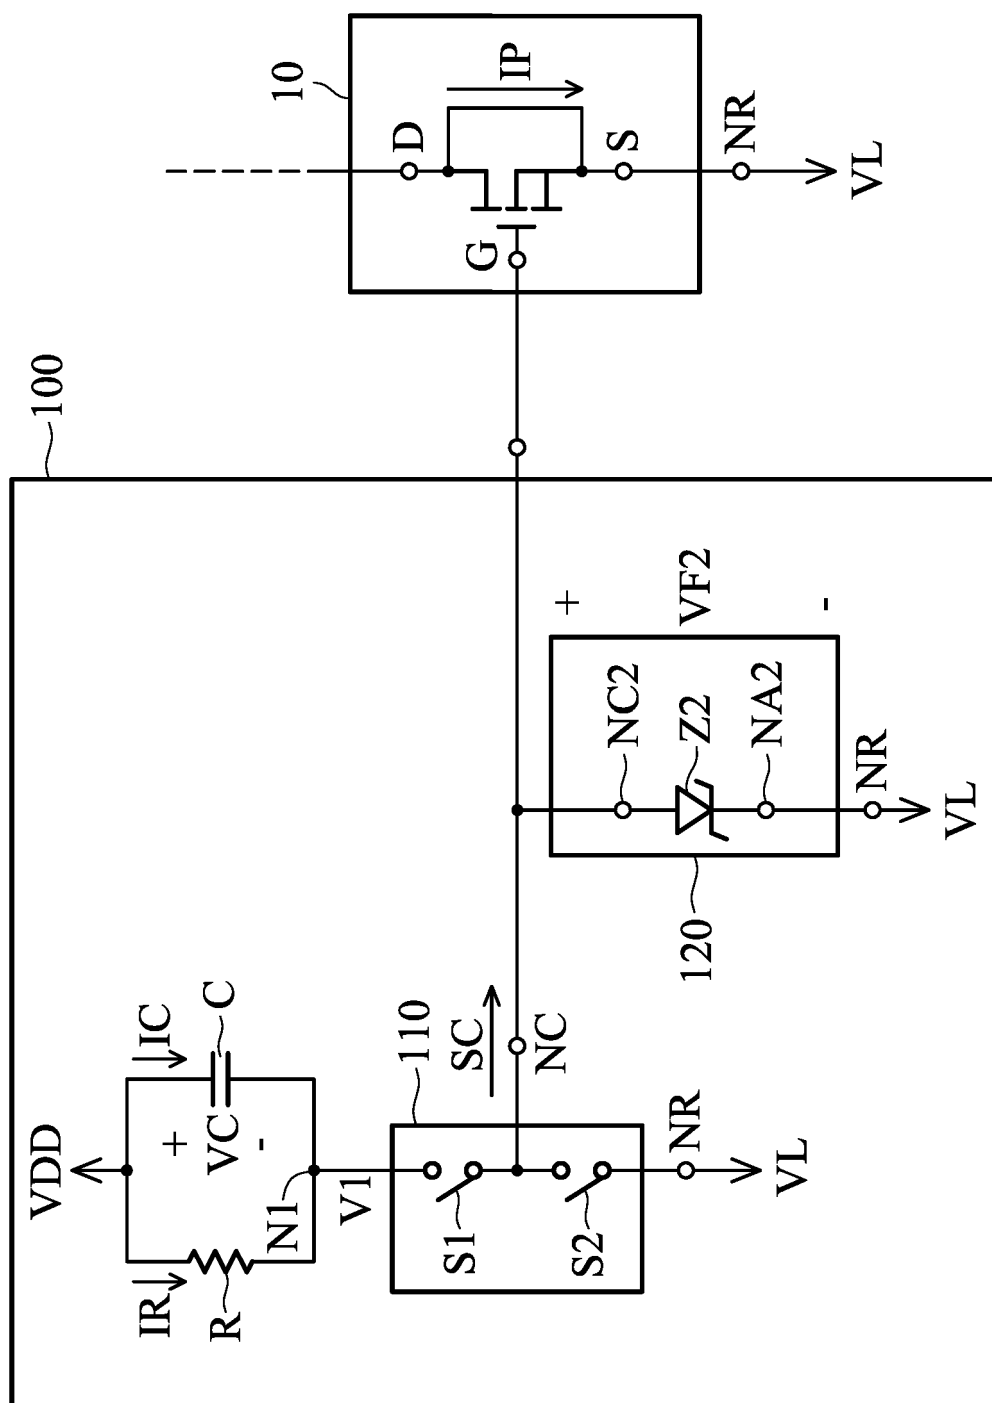 100
10
VDD
IR
R
IC
C
+
VC
-
N1
V1
110
S1
S2
SC
NC
NR
VL
120
NC2
Z2
NA2
+
VF2
-
NR
VL
G
D
IP
S
NR
VL